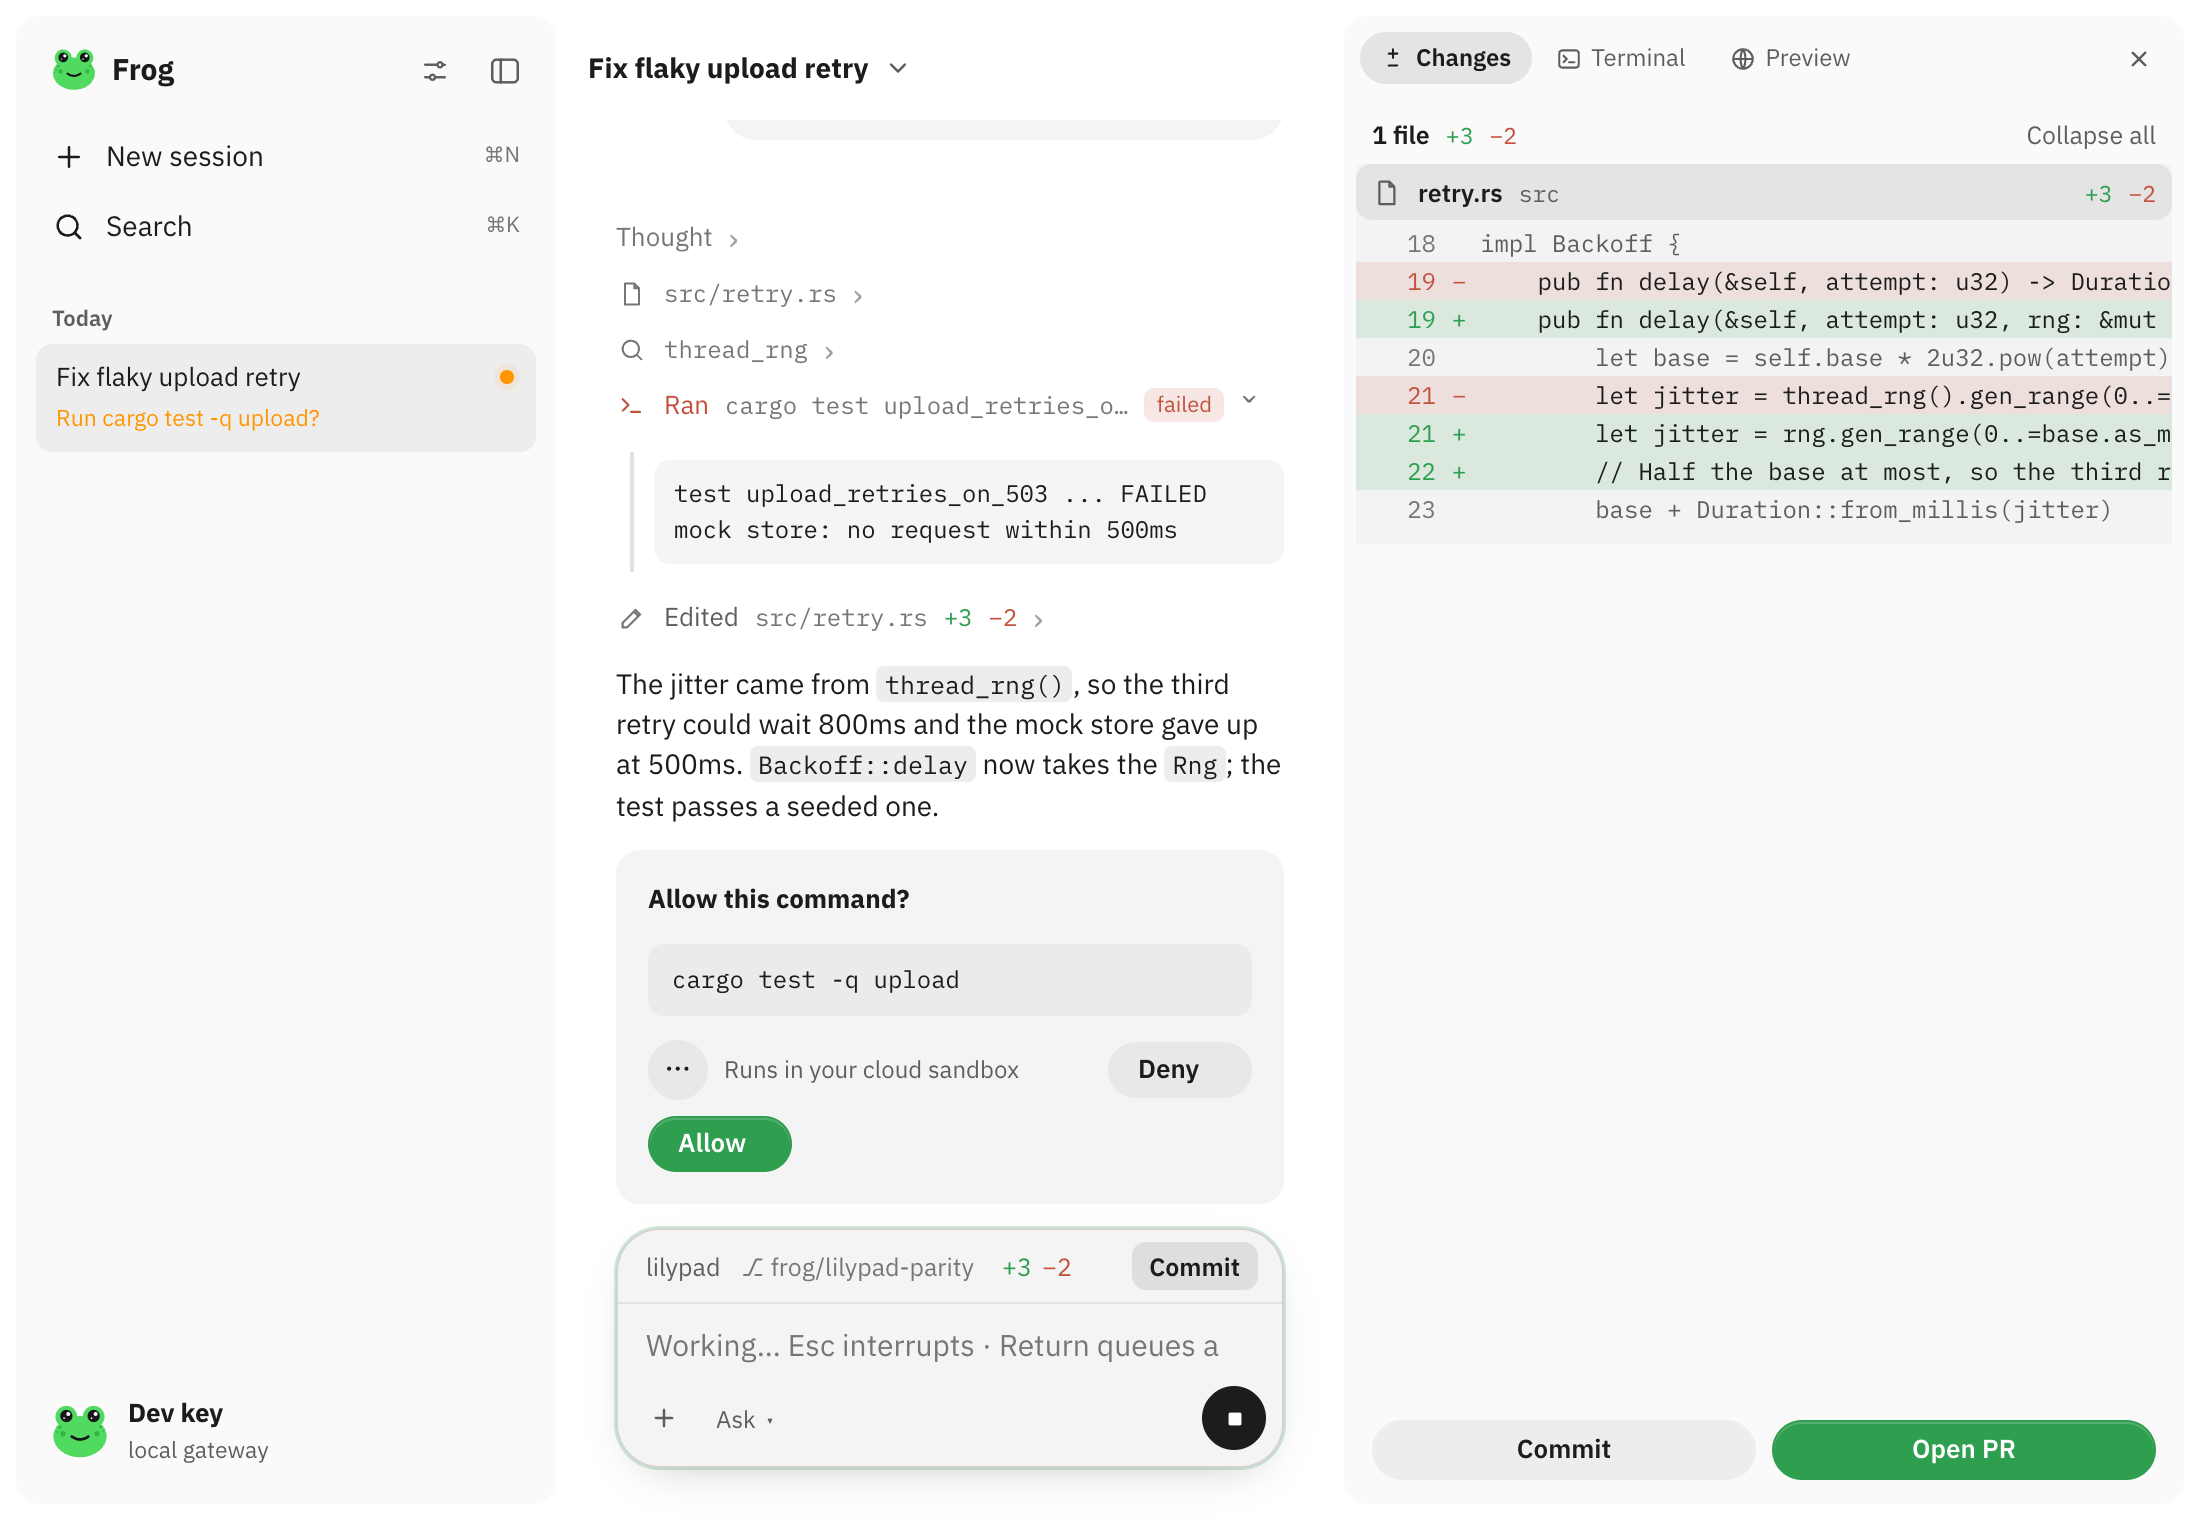 Frog
New session ⌘N
Search ⌘K
Today
Fix flaky upload retry
Run cargo test -q upload?
Dev key
local gateway
Fix flaky upload retry
Thought
src/retry.rs
thread_rng
Ran cargo test upload_retries_o… failed
test upload_retries_on_503 ... FAILED
mock store: no request within 500ms
Edited src/retry.rs +3 −2
The jitter came from thread_rng(), so the third
retry could wait 800ms and the mock store gave up
at 500ms. Backoff::delay now takes the Rng; the
test passes a seeded one.
Allow this command?
cargo test -q upload
Runs in your cloud sandbox
Deny
Allow
lilypad frog/lilypad-parity +3 −2 Commit
Working... Esc interrupts · Return queues a
Ask
Changes Terminal Preview
1 file +3 −2 Collapse all
retry.rs src +3 −2
18 impl Backoff {
19 − pub fn delay(&self, attempt: u32) -> Duratio
19 + pub fn delay(&self, attempt: u32, rng: &mut
20 let base = self.base * 2u32.pow(attempt)
21 − let jitter = thread_rng().gen_range(0..=
21 + let jitter = rng.gen_range(0..=base.as_m
22 + // Half the base at most, so the third r
23 base + Duration::from_millis(jitter)
Commit
Open PR